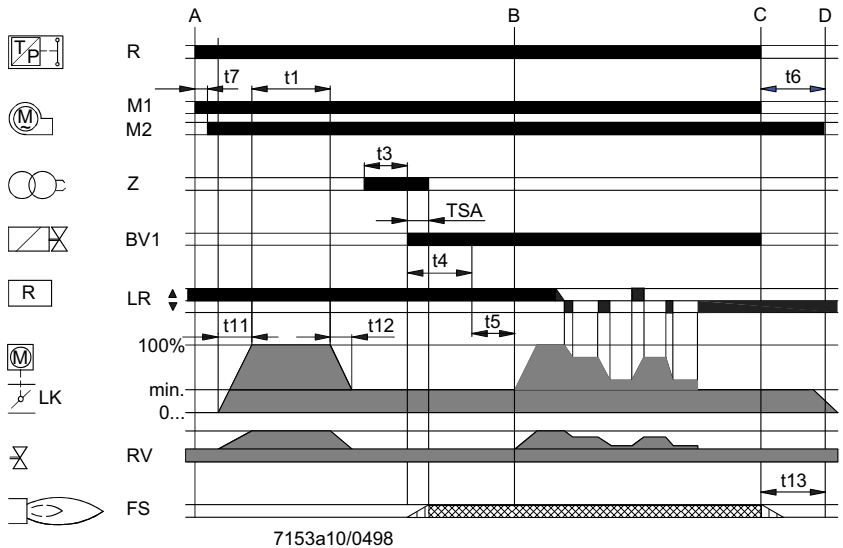 A B C D
T/P R
t7 t1 t6
M ~ M1
M2
t3
Z
TSA
BV1
t4
R LR
t11 t12 t5
100%
M
min.
LK
0...
RV
t13
FS
7153a10/0498